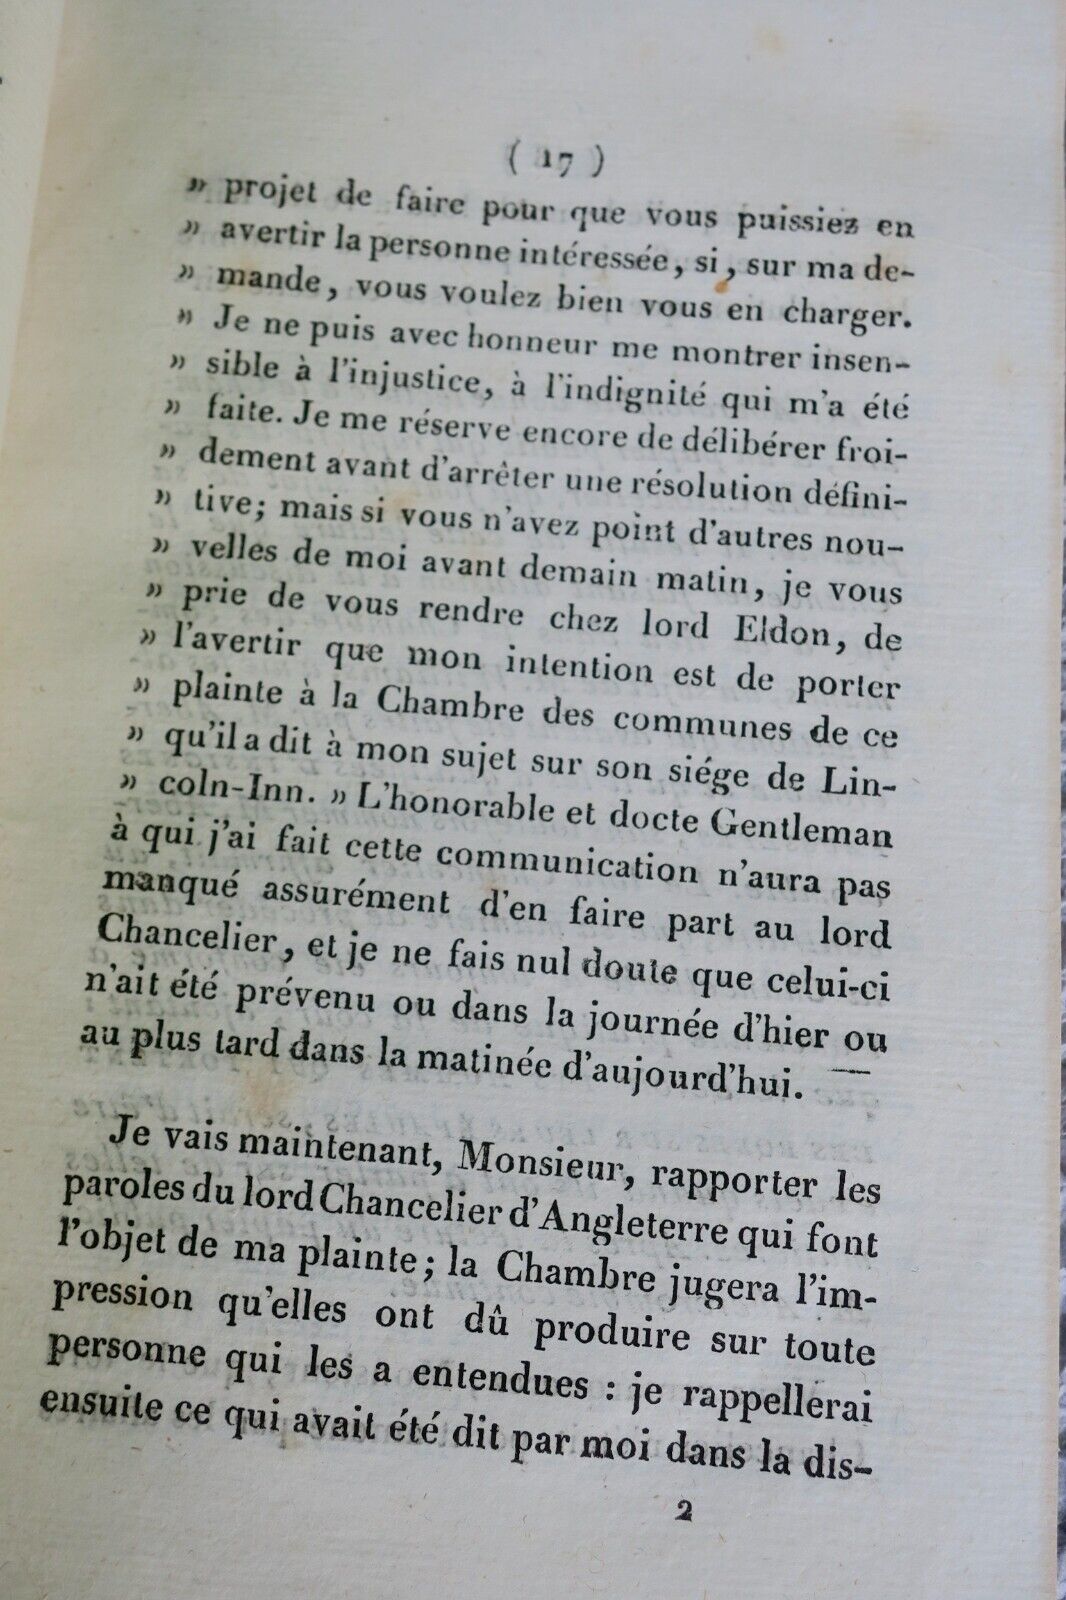 ( 17 )
» projet de faire pour que vous puissiez en
» avertir la personne intéressée, si, sur ma de-
» mande, vous voulez bien vous en charger.
» Je ne puis avec honneur me montrer insen-
» sible à l'injustice, à l'indignité qui m'a été
» faite. Je me réserve encore de délibérer froi-
» dement avant d'arrêter une résolution défini-
» tive; mais si vous n'avez point d'autres nou-
» velles de moi avant demain matin, je vous
» prie de vous rendre chez lord Eldon, de
» l'avertir que mon intention est de porter
» plainte à la Chambre des communes de ce
» qu'il a dit à mon sujet sur son siége de Lin-
» coln-Inn. » L'honorable et docte Gentleman
à qui j'ai fait cette communication n'aura pas
manqué assurément d'en faire part au lord
Chancelier, et je ne fais nul doute que celui-ci
n'ait été prévenu ou dans la journée d'hier ou
au plus tard dans la matinée d'aujourd'hui. —
Je vais maintenant, Monsieur, rapporter les
paroles du lord Chancelier d'Angleterre qui font
l'objet de ma plainte; la Chambre jugera l'im-
pression qu'elles ont dû produire sur toute
personne qui les a entendues : je rappellerai
ensuite ce qui avait été dit par moi dans la dis-
2